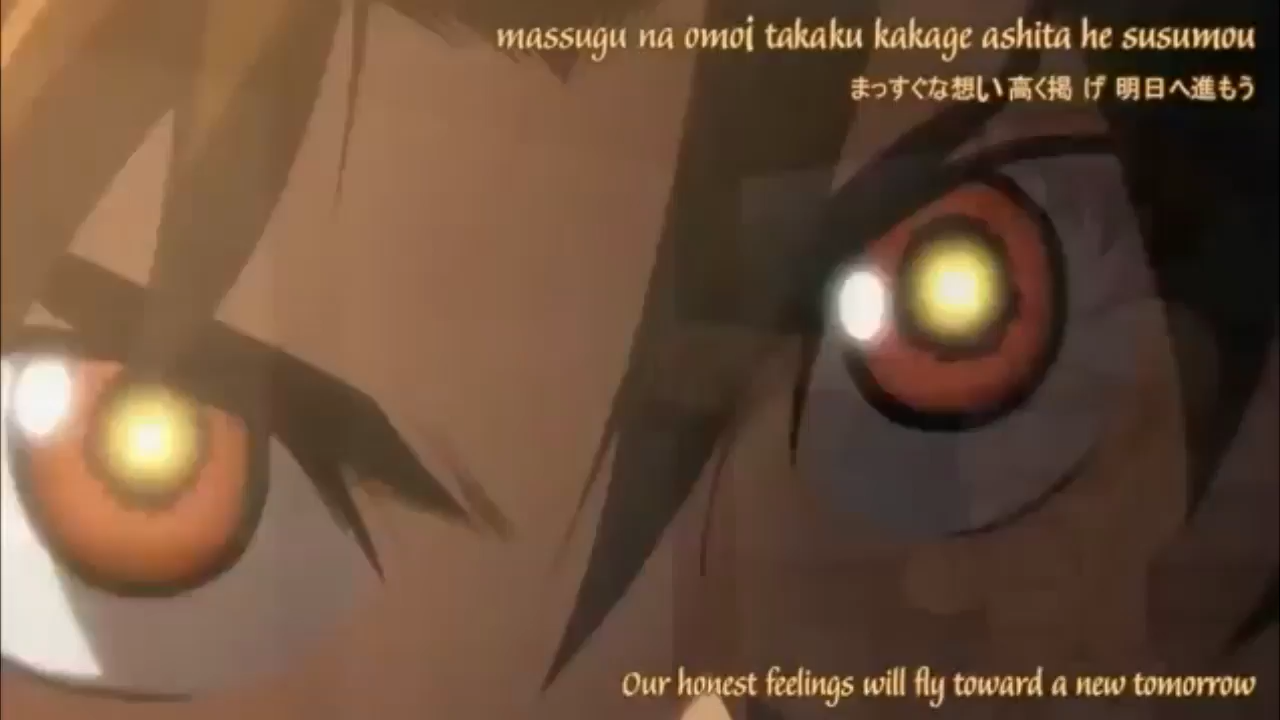 massugu na omoi takaku kakage ashita he susumou
まっすぐな想い高く掲 げ 明日へ進もう
Our honest feelings will fly toward a new tomorrow